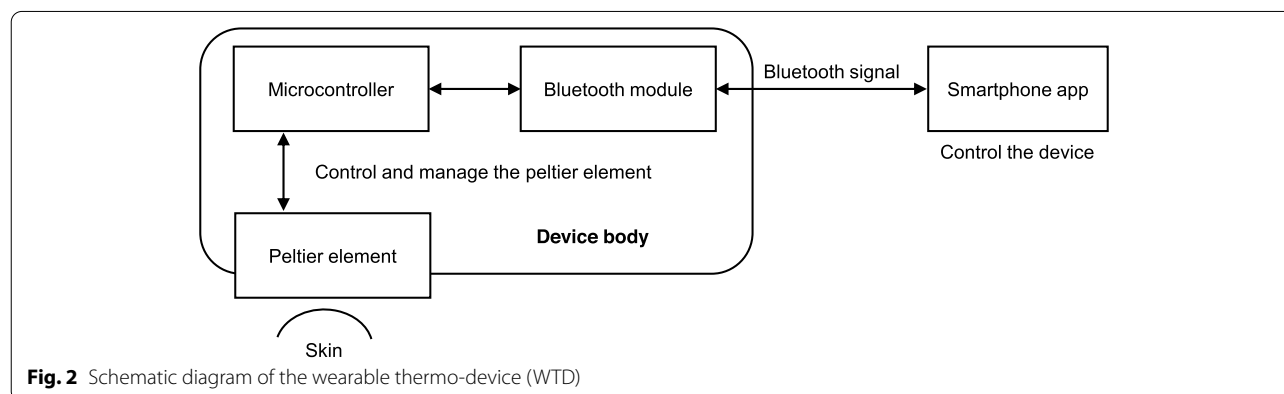 Microcontroller
Bluetooth module
Bluetooth signal
Smartphone app
Control the device
Control and manage the peltier element
Device body
Peltier element
Skin
Fig. 2 Schematic diagram of the wearable thermo-device (WTD)